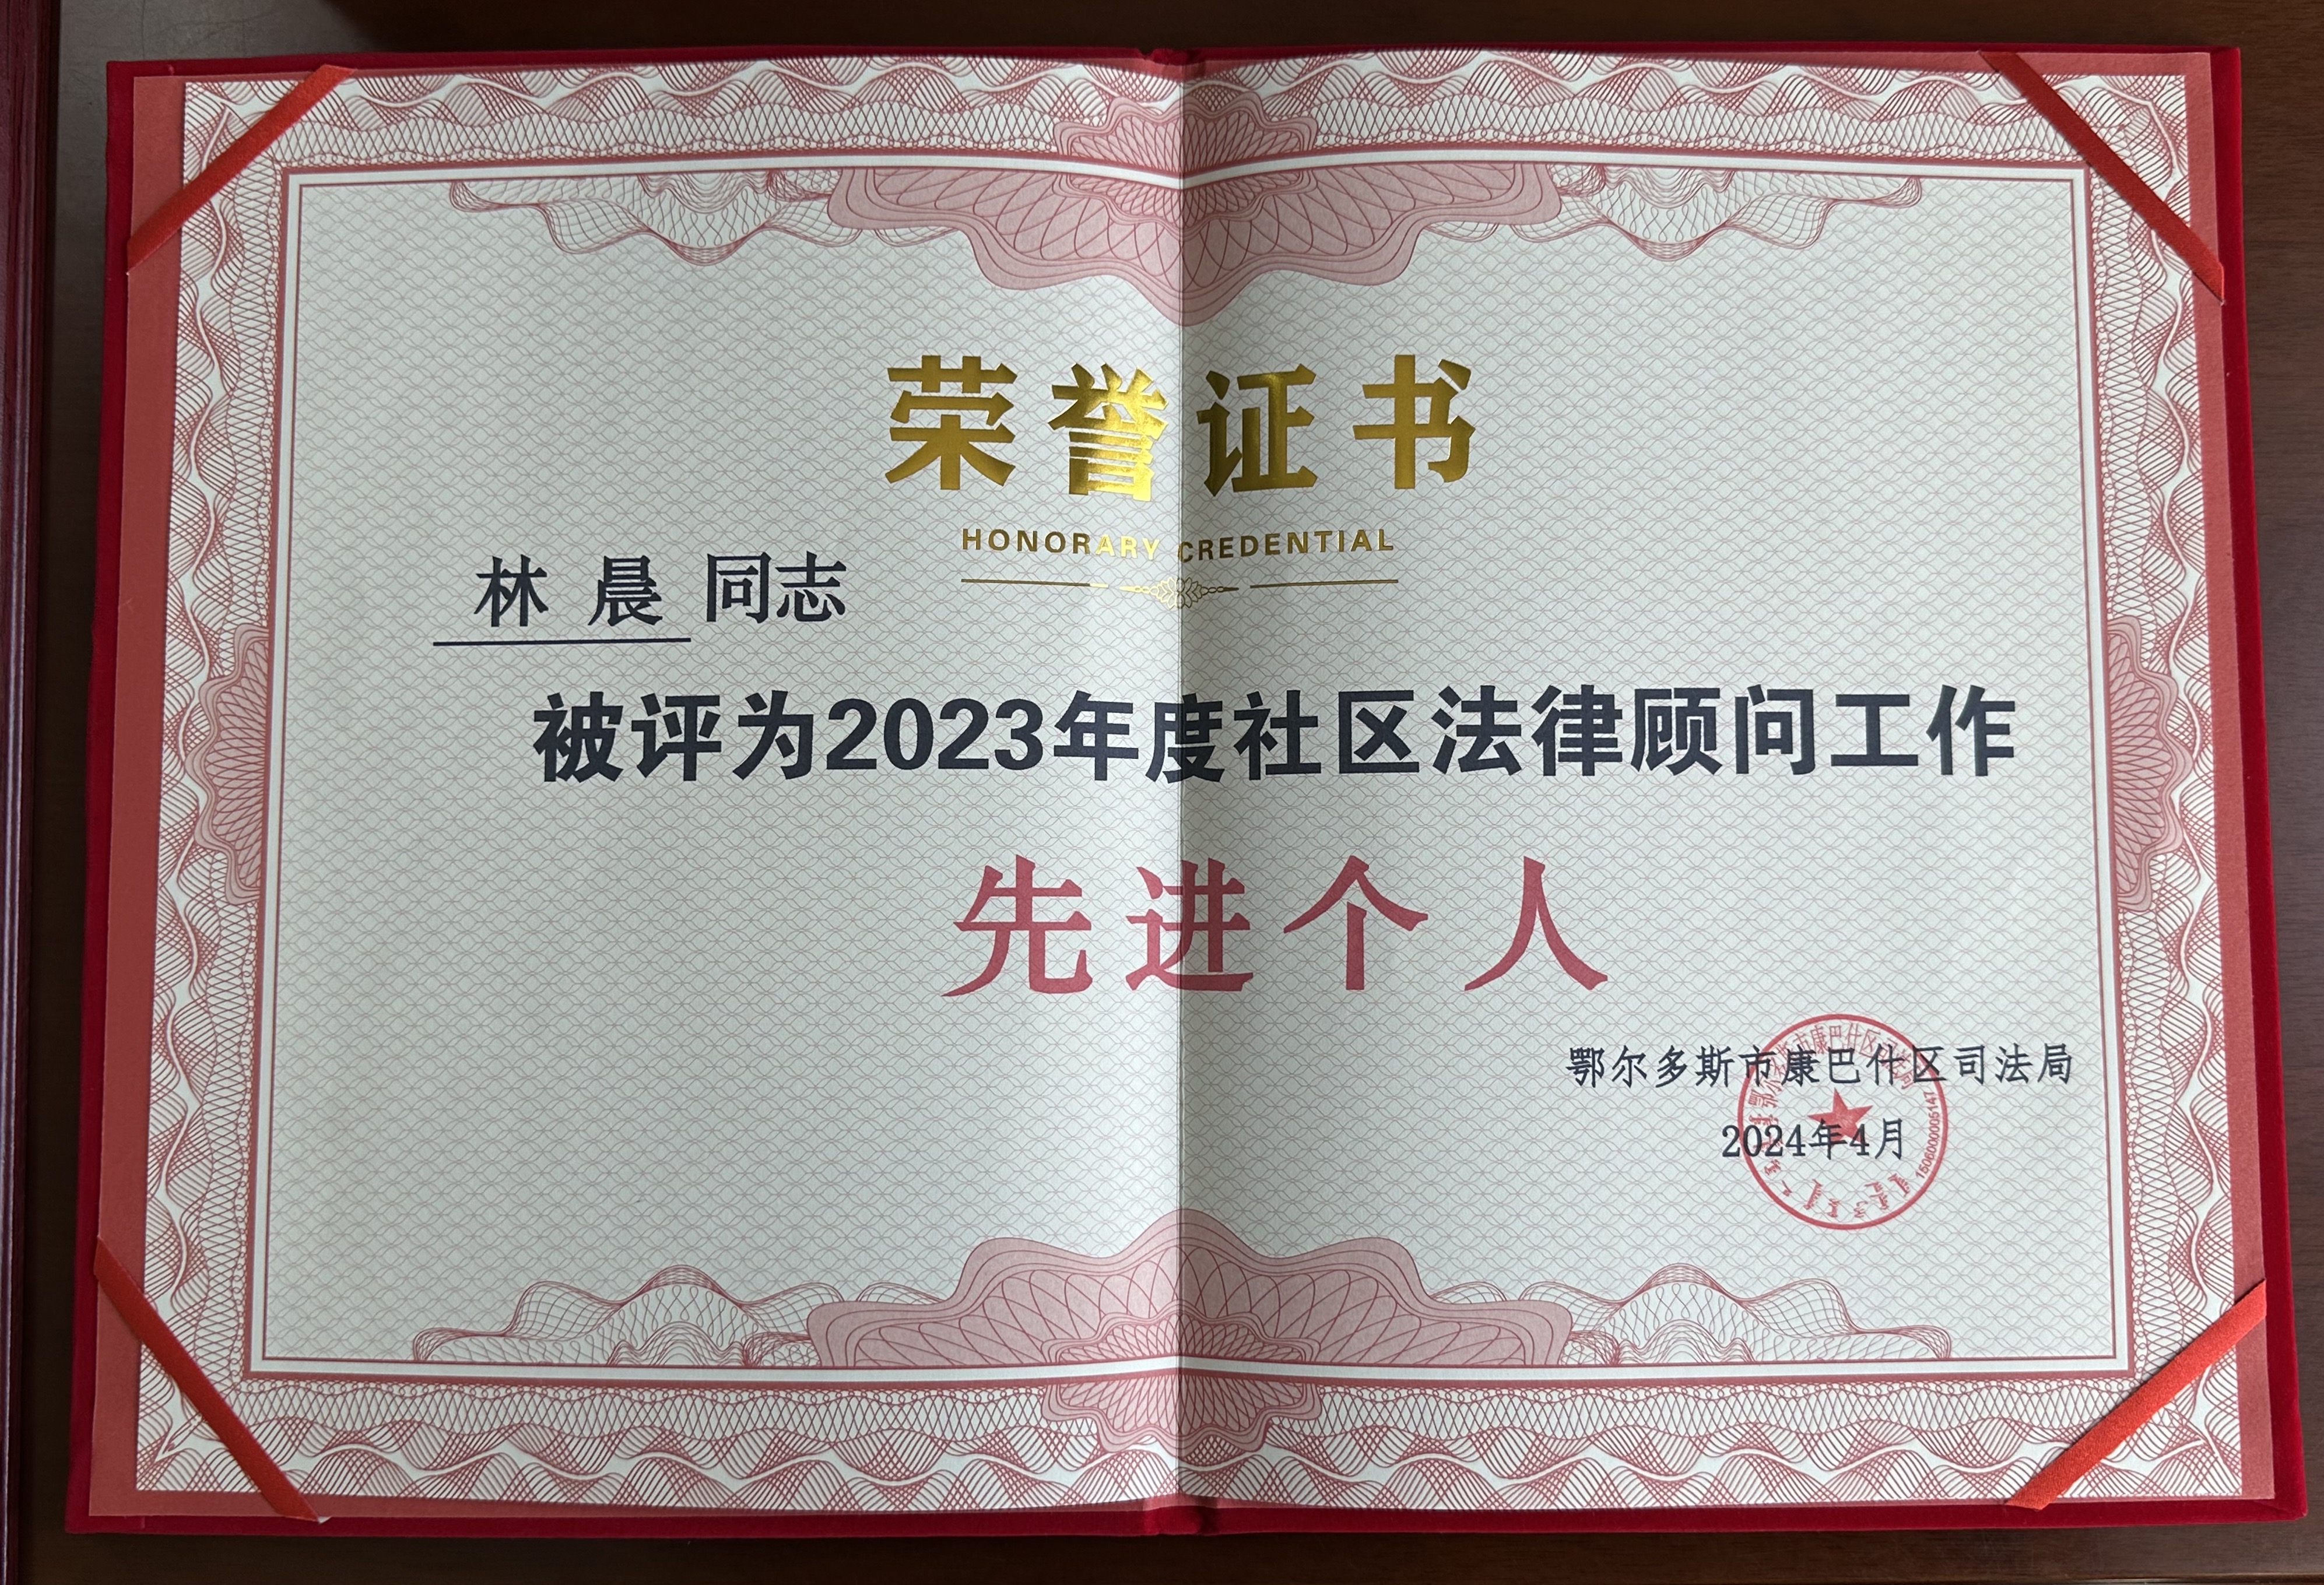 荣誉证书
HONORARY CREDENTIAL
林 晨 同志
被评为2023年度社区法律顾问工作
先进个人
鄂尔多斯市康巴什区司法局
2024年4月